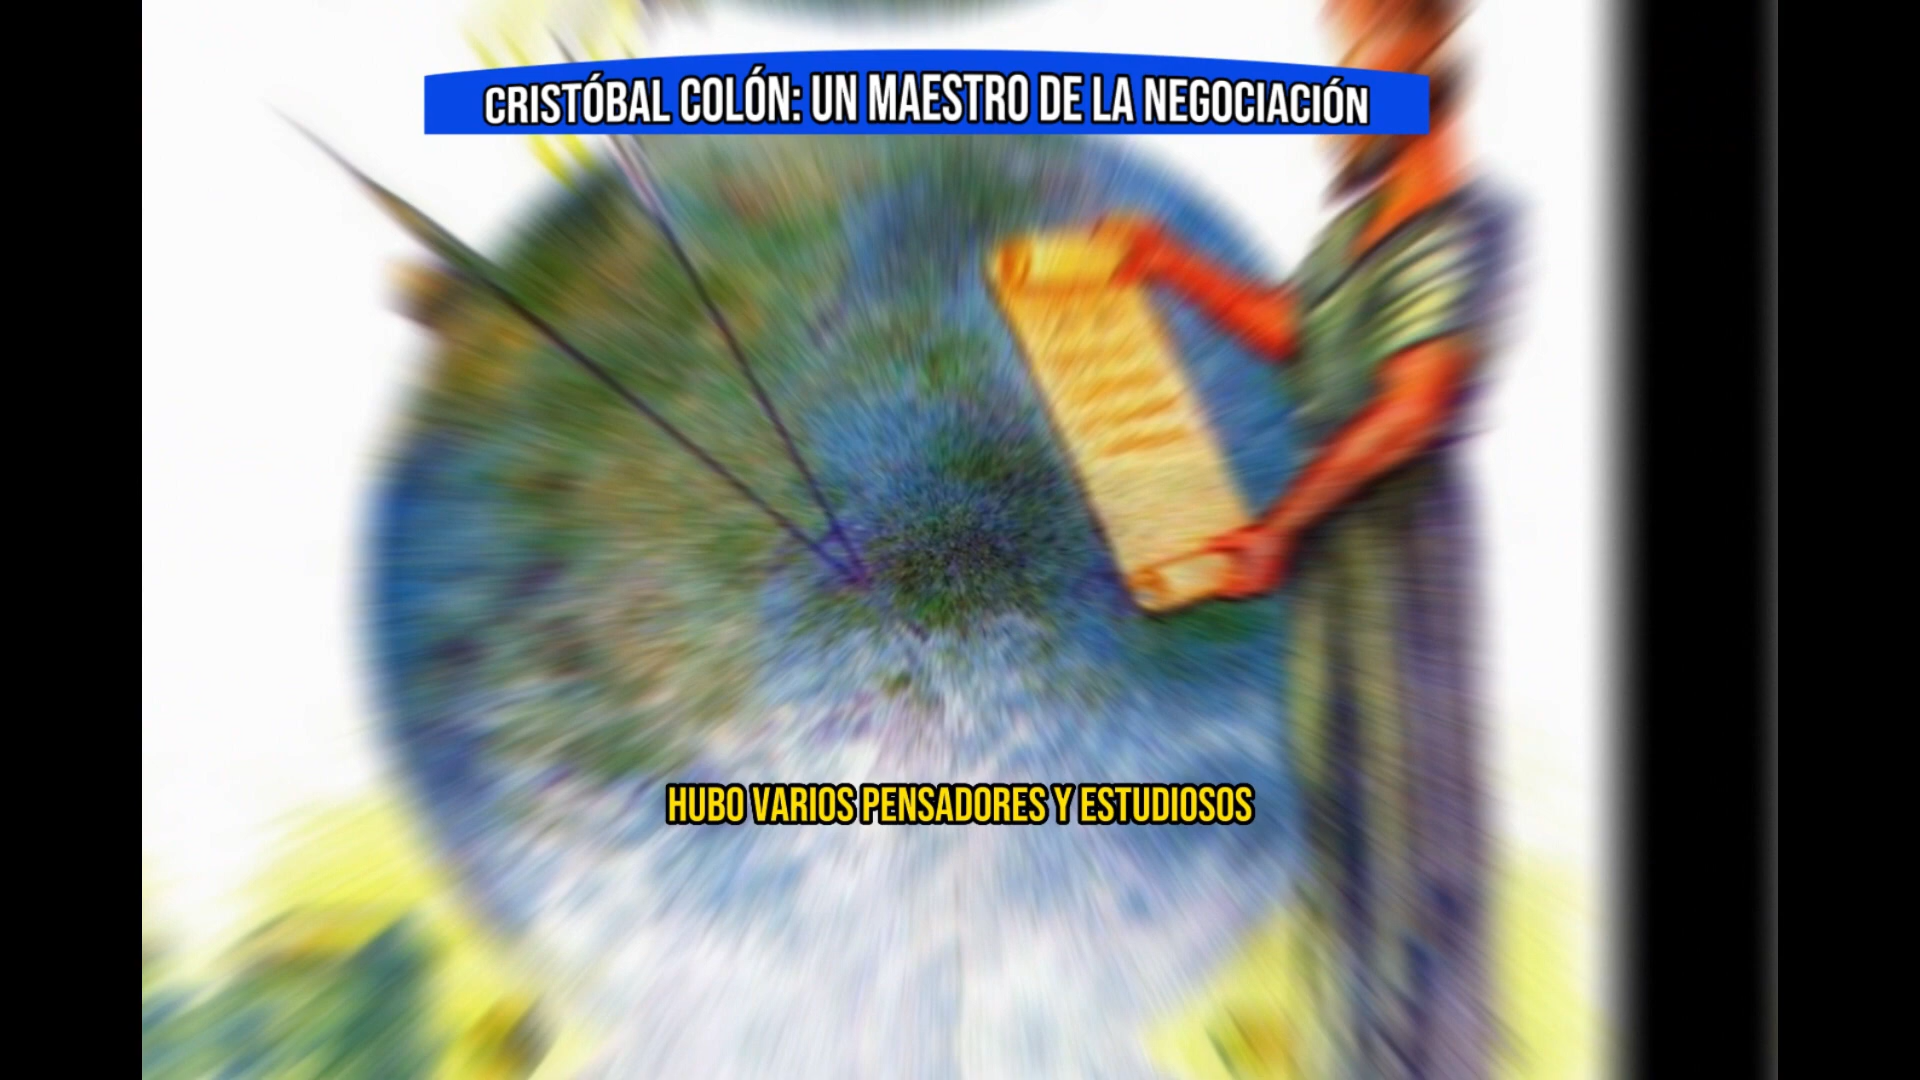 CRISTÓBAL COLÓN: UN MAESTRO DE LA NEGOCIACIÓN
HUBO VARIOS PENSADORES Y ESTUDIOSOS